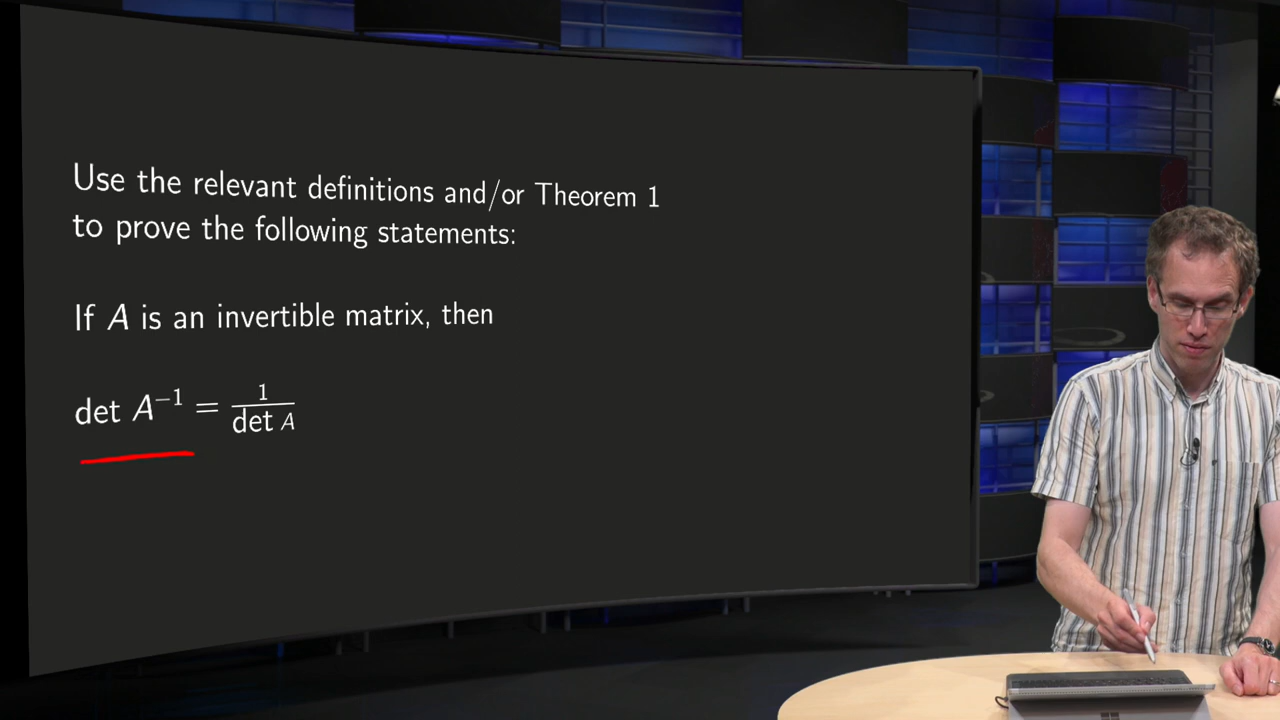 Use the relevant definitions and/or Theorem 1
to prove the following statements:
If A is an invertible matrix, then
det A⁻¹ = 1/det A